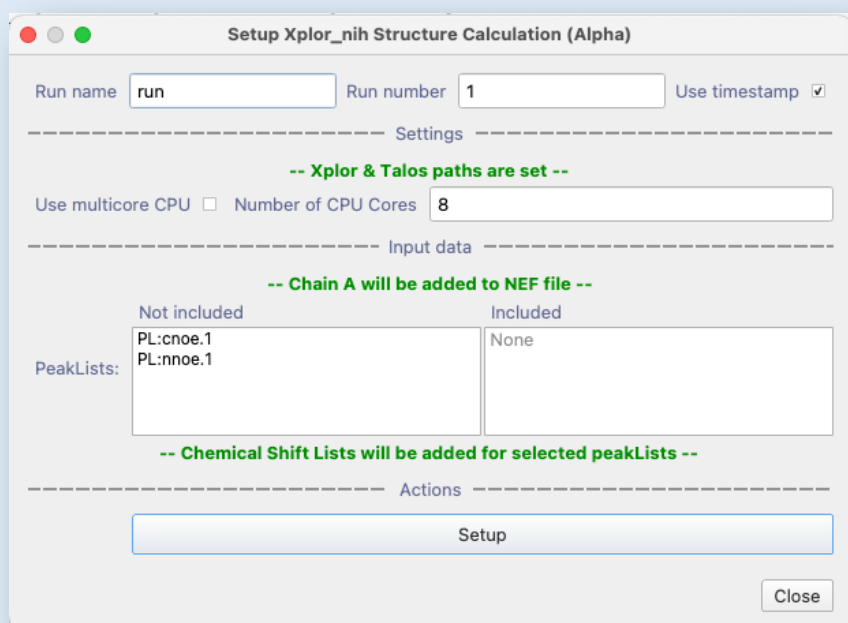 Setup Xplor_nih Structure Calculation (Alpha)
Run name run Run number 1 Use timestamp
Settings
-- Xplor & Talos paths are set --
Use multicore CPU Number of CPU Cores 8
Input data
-- Chain A will be added to NEF file --
Not included Included
PL:cnoe.1 None
PL:nnoe.1
PeakLists:
-- Chemical Shift Lists will be added for selected peakLists --
Actions
Setup
Close